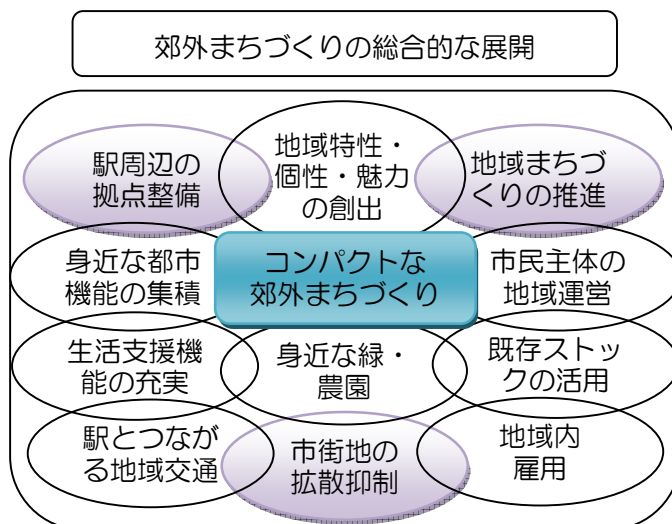 郊外まちづくりの総合的な展開
駅周辺の
拠点整備
地域特性・
個性・魅力
の創出
地域まちづ
くりの推進
身近な都市
機能の集積
コンパクトな
郊外まちづくり
市民主体の
地域運営
生活支援機
能の充実
身近な緑・
農園
既存ストッ
クの活用
駅とつなが
る地域交通
市街地の
拡散抑制
地域内
雇用